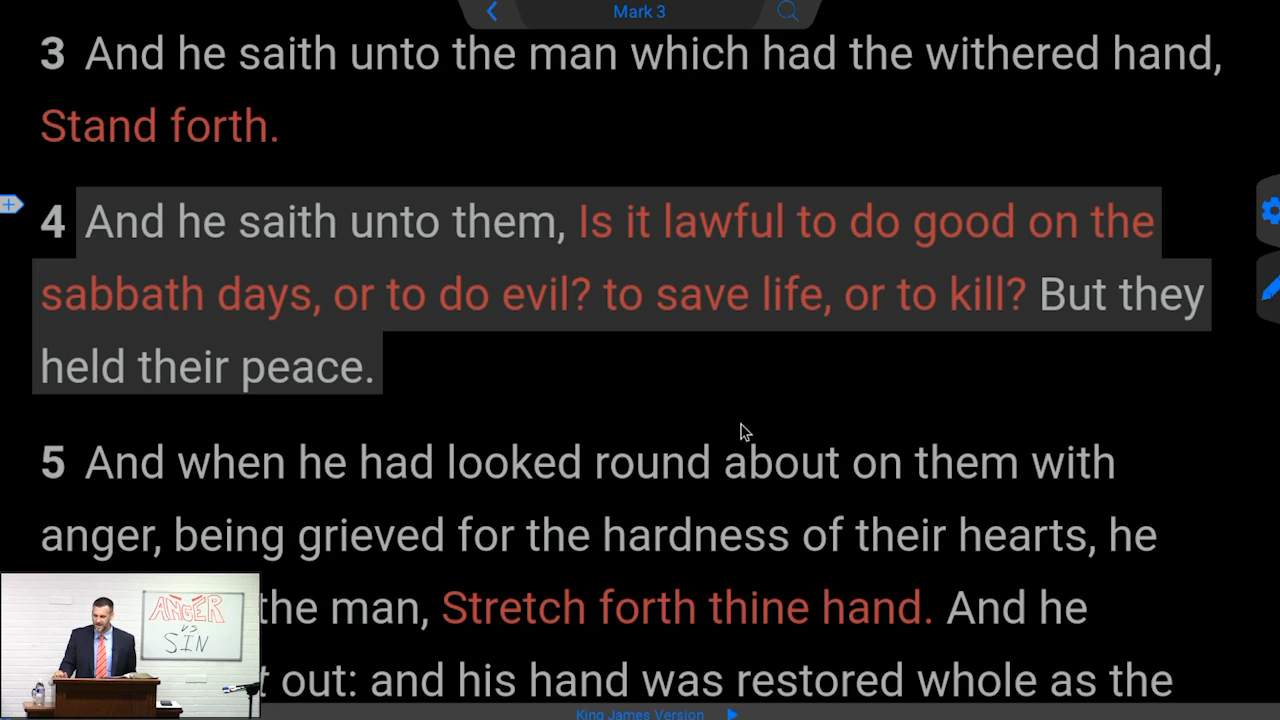 Mark 3
3 And he saith unto the man which had the withered hand,
Stand forth.
4 And he saith unto them, Is it lawful to do good on the
sabbath days, or to do evil? to save life, or to kill? But they
held their peace.
5 And when he had looked round about on them with
anger, being grieved for the hardness of their hearts, he
the man, Stretch forth thine hand. And he
t out: and his hand was restored whole as the
ANGER
VS
SIN
King James Version